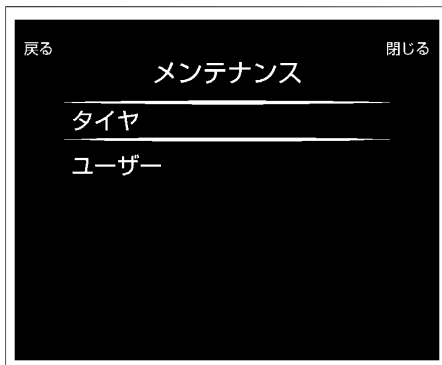 戻る
閉じる
メンテナンス
タイヤ
ユーザー